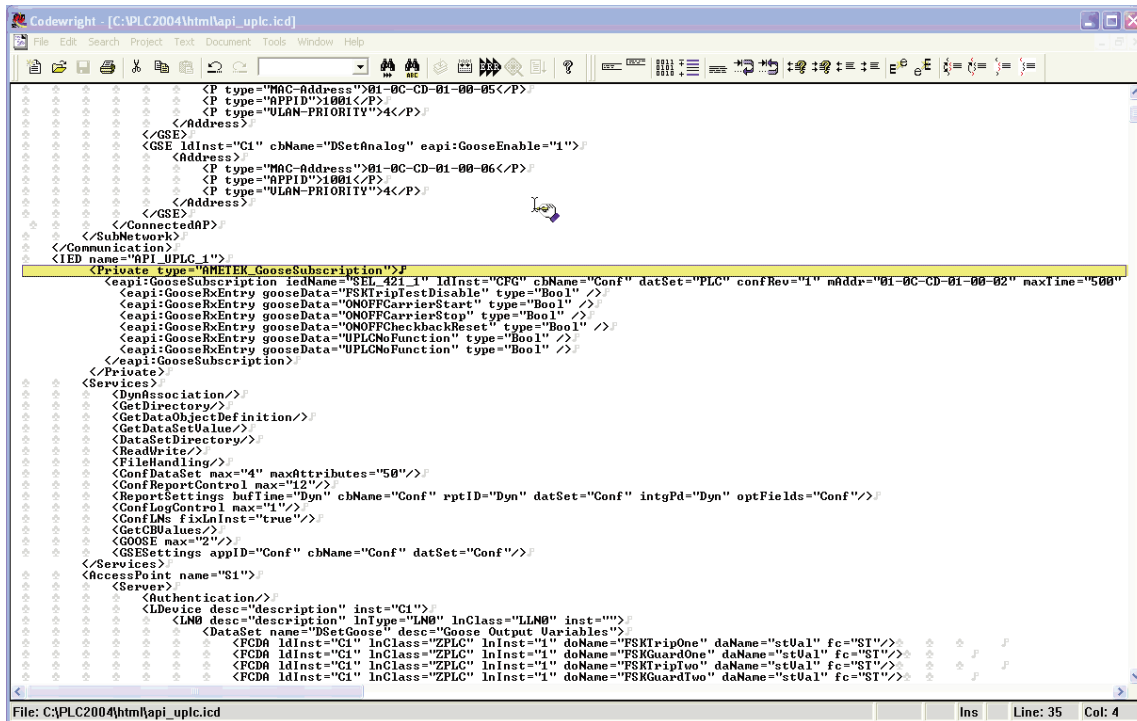 Codewright - [C:\PLC2004\html\api_uplc.icd]
File Edit Search Project Text Document Tools Window Help
<P type="MAC-Address">01-0C-CD-01-00-05</P>
<P type="APPID">1001</P>
<P type="VLAN-PRIORITY">4</P>
</Address>
</GSE>
<GSE ldInst="C1" cbName="DSetAnalog" eapi:GooseEnable="1">
<Address>
<P type="MAC-Address">01-0C-CD-01-00-06</P>
<P type="APPID">1001</P>
<P type="VLAN-PRIORITY">4</P>
</Address>
</GSE>
</ConnectedAP>
</SubNetwork>
</Communication>
<IED name="API_UPLC_1">
<Private type="AMETEK_GooseSubscription">
<eapi:GooseSubscription iedName="SEL_421_1" ldInst="CFG" cbName="Conf" datSet="PLC" confRev="1" mAddr="01-0C-CD-01-00-02" maxTime="500"
<eapi:GooseRxEntry gooseData="FSKTripTestDisable" type="Bool" />
<eapi:GooseRxEntry gooseData="ONOFFCarrierStart" type="Bool" />
<eapi:GooseRxEntry gooseData="ONOFFCarrierStop" type="Bool" />
<eapi:GooseRxEntry gooseData="ONOFFCheckbackReset" type="Bool" />
<eapi:GooseRxEntry gooseData="UPLCNoFunction" type="Bool" />
<eapi:GooseRxEntry gooseData="UPLCNoFunction" type="Bool" />
</eapi:GooseSubscription>
</Private>
<Services>
<DynAssociation/>
<GetDirectory/>
<GetDataObjectDefinition/>
<GetDataSetValue/>
<DataSetDirectory/>
<ReadWrite/>
<FileHandling/>
<ConfDataSet max="4" maxAttributes="50"/>
<ConfReportControl max="12"/>
<ReportSettings bufTime="Dyn" cbName="Conf" rptID="Dyn" datSet="Conf" intgPd="Dyn" optFields="Conf"/>
<ConfLogControl max="1"/>
<ConfLNs fixLnInst="true"/>
<GetCBValues/>
<GOOSE max="2"/>
<GSESettings appID="Conf" cbName="Conf" datSet="Conf"/>
</Services>
<AccessPoint name="S1">
<Server>
<Authentication/>
<LDevice desc="description" inst="C1">
<LN0 desc="description" lnType="LN0" lnClass="LLN0" inst="">
<DataSet name="DSetGoose" desc="Goose Output Variables">
<FCDA ldInst="C1" lnClass="ZPLC" lnInst="1" doName="FSKTripOne" daName="stVal" fc="ST"/>
<FCDA ldInst="C1" lnClass="ZPLC" lnInst="1" doName="FSKGuardOne" daName="stVal" fc="ST"/>
<FCDA ldInst="C1" lnClass="ZPLC" lnInst="1" doName="FSKTripTwo" daName="stVal" fc="ST"/>
<FCDA ldInst="C1" lnClass="ZPLC" lnInst="1" doName="FSKGuardTwo" daName="stVal" fc="ST"/>
File: C:\PLC2004\html\api_uplc.icd Ins Line: 35 Col: 4